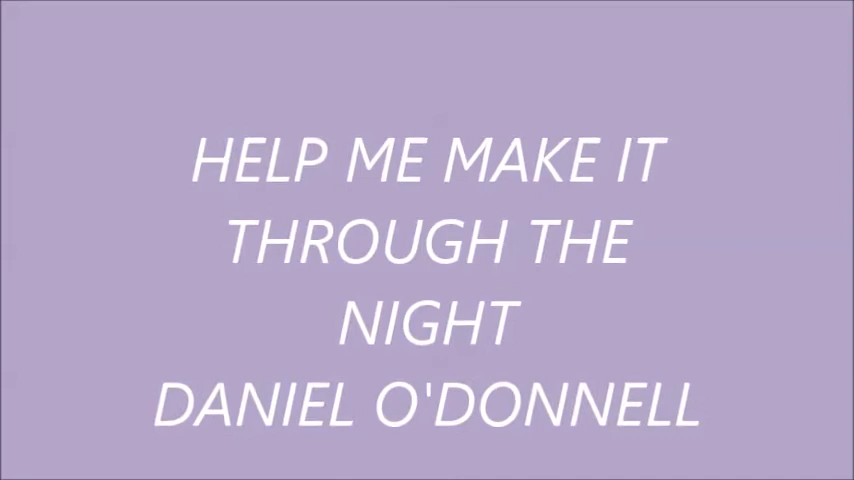 HELP ME MAKE IT
THROUGH THE
NIGHT
DANIEL O'DONNELL